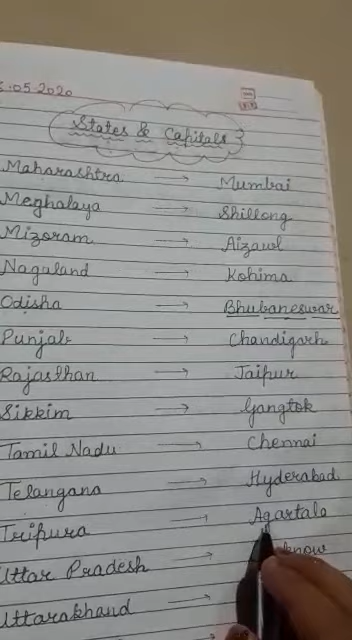 .05.2020
States & Capitals
Maharashtra → Mumbai
Meghalaya → Shillong
Mizoram → Aizawl
Nagaland → Kohima
Odisha → Bhubaneswar
Punjab → Chandigarh
Rajasthan → Jaipur
Sikkim → Gangtok
Tamil Nadu → Chennai
Telangana → Hyderabad
Tripura → Agartala
Uttar Pradesh → know
Uttarakhand →